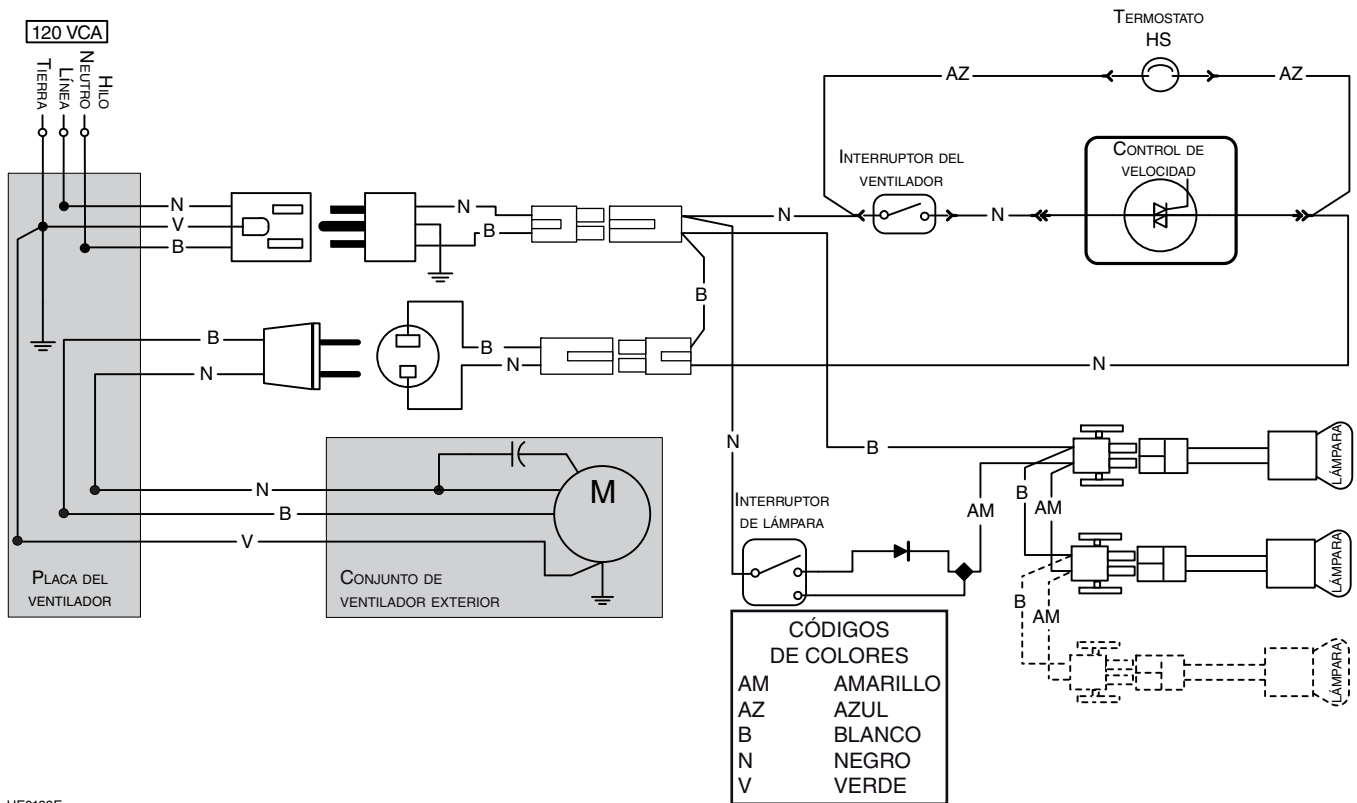 120 VCA
TIERRA
LÍNEA
NEUTRO
HILO
TERMOSTATO
HS
AZ
AZ
INTERRUPTOR DEL
VENTILADOR
CONTROL DE
VELOCIDAD
N
V
B
N
B
N
N
B
B
N
B
N
N
N
B
V
M
PLACA DEL
VENTILADOR
CONJUNTO DE
VENTILADOR EXTERIOR
N
B
INTERRUPTOR
DE LÁMPARA
AM
B
AM
B
AM
LÁMPARA
LÁMPARA
LÁMPARA
CÓDIGOS
DE COLORES
AM AMARILLO
AZ AZUL
B BLANCO
N NEGRO
V VERDE